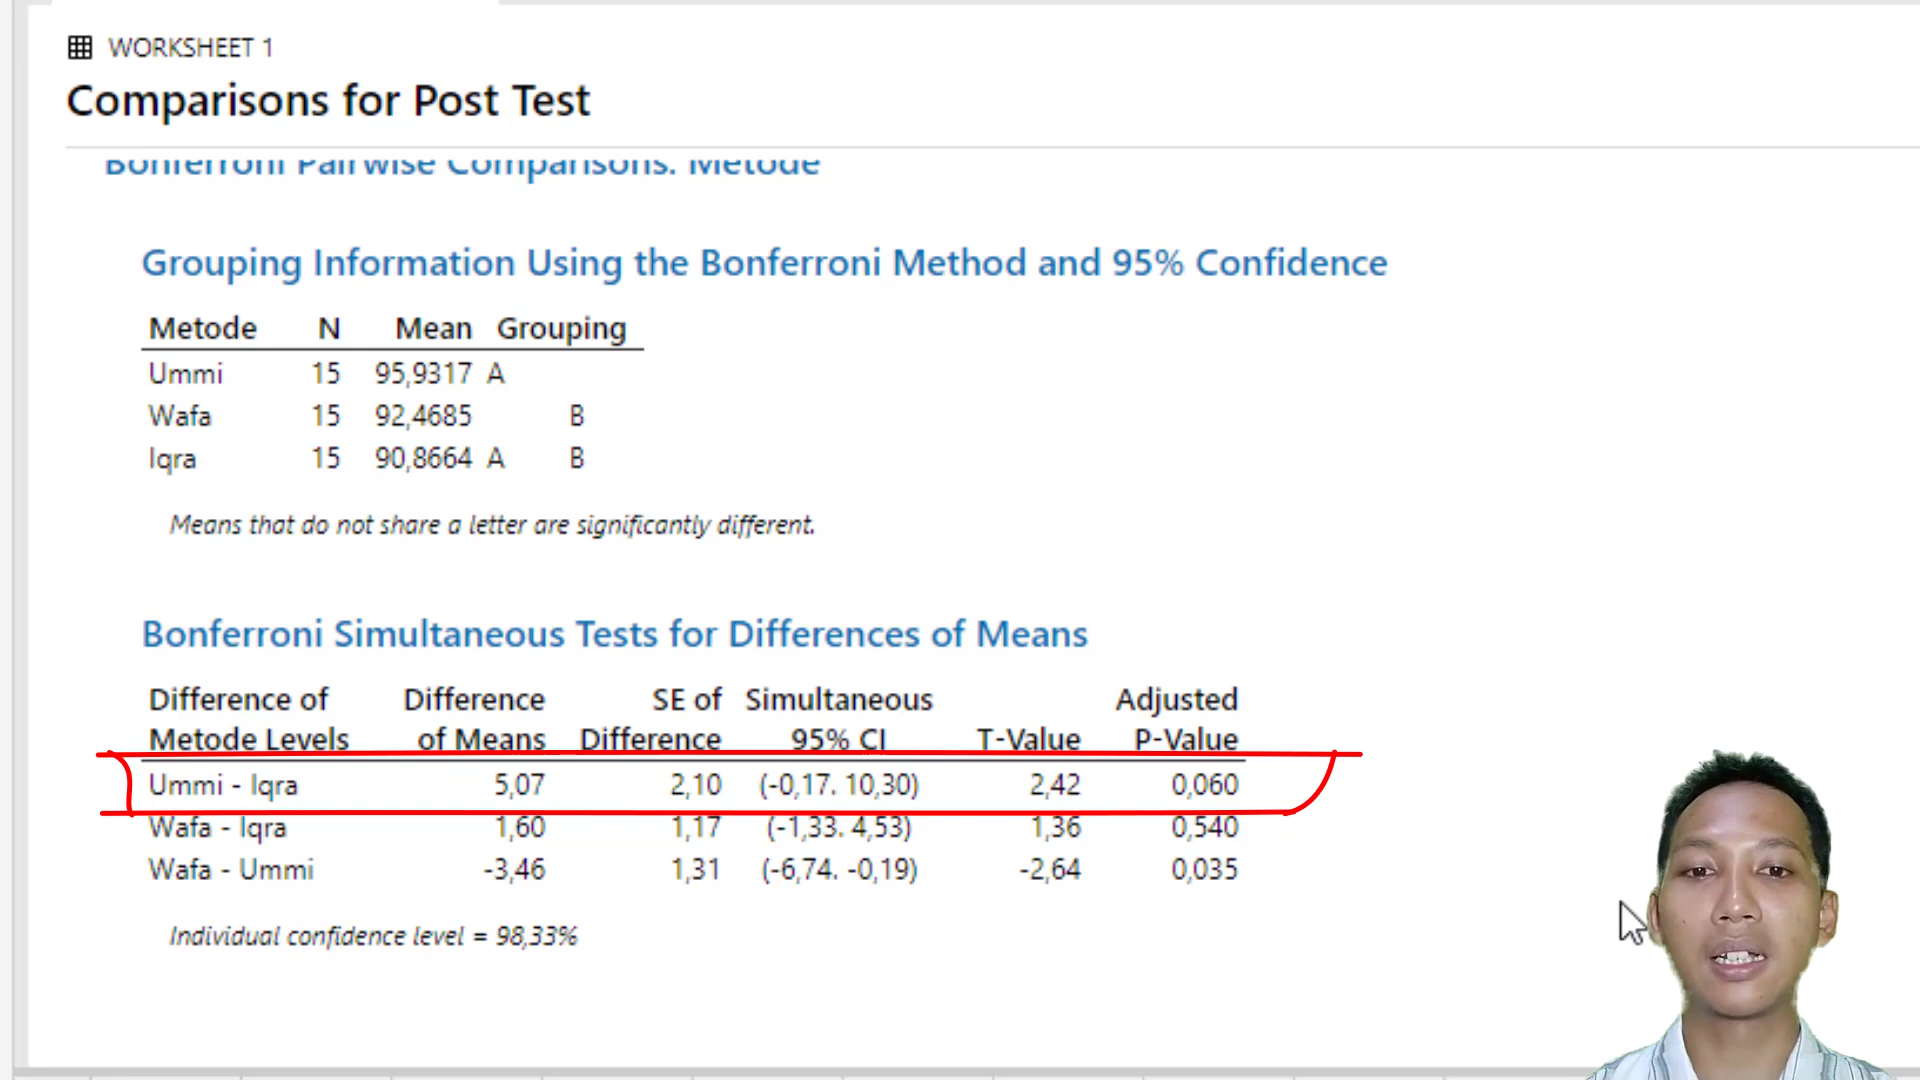 WORKSHEET 1
Comparisons for Post Test
Bonferroni Pairwise Comparisons: Metode
Grouping Information Using the Bonferroni Method and 95% Confidence
Metode N Mean Grouping
Ummi 15 95,9317 A
Wafa 15 92,4685 B
Iqra 15 90,8664 A B
Means that do not share a letter are significantly different.
Bonferroni Simultaneous Tests for Differences of Means
Difference of Difference SE of Simultaneous Adjusted
Metode Levels of Means Difference 95% CI T-Value P-Value
Ummi - Iqra 5,07 2,10 (-0,17. 10,30) 2,42 0,060
Wafa - Iqra 1,60 1,17 (-1,33. 4,53) 1,36 0,540
Wafa - Ummi -3,46 1,31 (-6,74. -0,19) -2,64 0,035
Individual confidence level = 98,33%